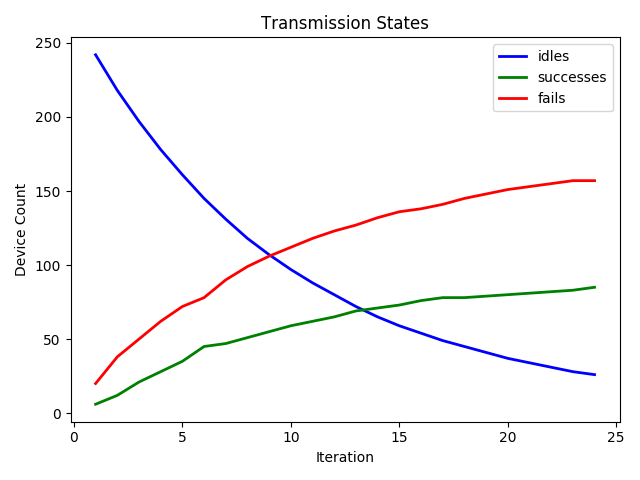 Transmission States
250
200
150
100
50
0
Device Count
idles
successes
fails
0 5 10 15 20 25
Iteration